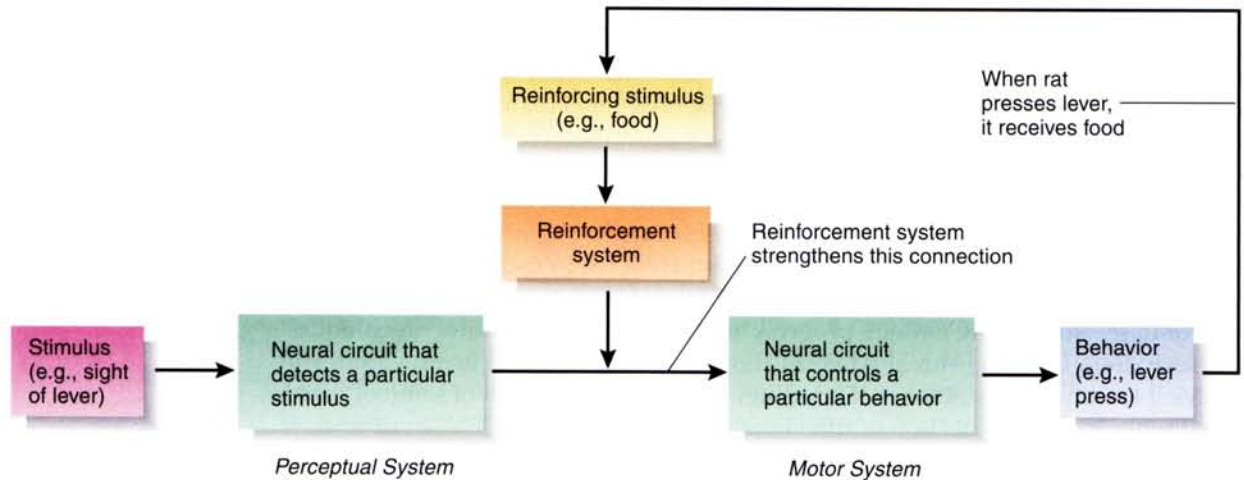 Reinforcing stimulus
(e.g., food)
When rat
presses lever,
it receives food
Reinforcement
system
Reinforcement system
strengthens this connection
Stimulus
(e.g., sight
of lever)
Neural circuit that
detects a particular
stimulus
Neural circuit
that controls a
particular behavior
Behavior
(e.g., lever
press)
Perceptual System
Motor System